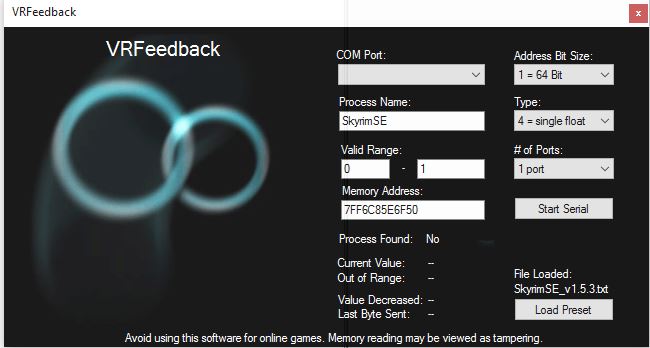 VRFeedback
x
VRFeedback
COM Port:
Address Bit Size:
1 = 64 Bit
Process Name:
Type:
SkyrimSE
4 = single float
Valid Range:
# of Ports:
0 - 1
1 port
Memory Address:
7FF6C85E6F50
Start Serial
Process Found: No
Current Value: --
Out of Range: --
File Loaded:
SkyrimSE_v1.5.3.txt
Value Decreased: --
Last Byte Sent: --
Load Preset
Avoid using this software for online games. Memory reading may be viewed as tampering.